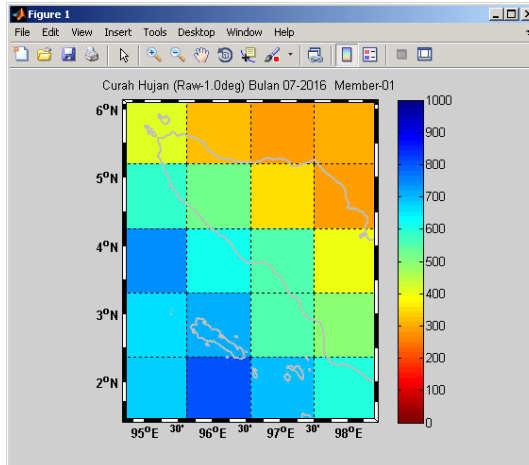 Figure 1
File Edit View Insert Tools Desktop Window Help
Curah Hujan (Raw-1.0deg) Bulan 07-2016 Member-01
6°N
5°N
4°N
3°N
2°N
95°E 30' 96°E 30' 97°E 30' 98°E
1000
900
800
700
600
500
400
300
200
100
0